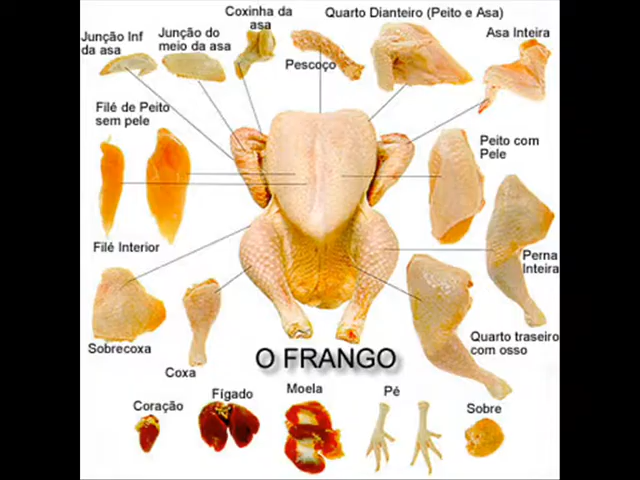 Coxinha da
asa
Quarto Dianteiro (Peito e Asa)
Junção Inf
da asa
Junção do
meio da asa
Asa Inteira
Pescoço
Filé de Peito
sem pele
Peito com
Pele
Filé Interior
Perna
Inteira
Sobrecoxa
Coxa
Quarto traseiro
com osso
O FRANGO
Coração
Fígado
Moela
Pé
Sobre